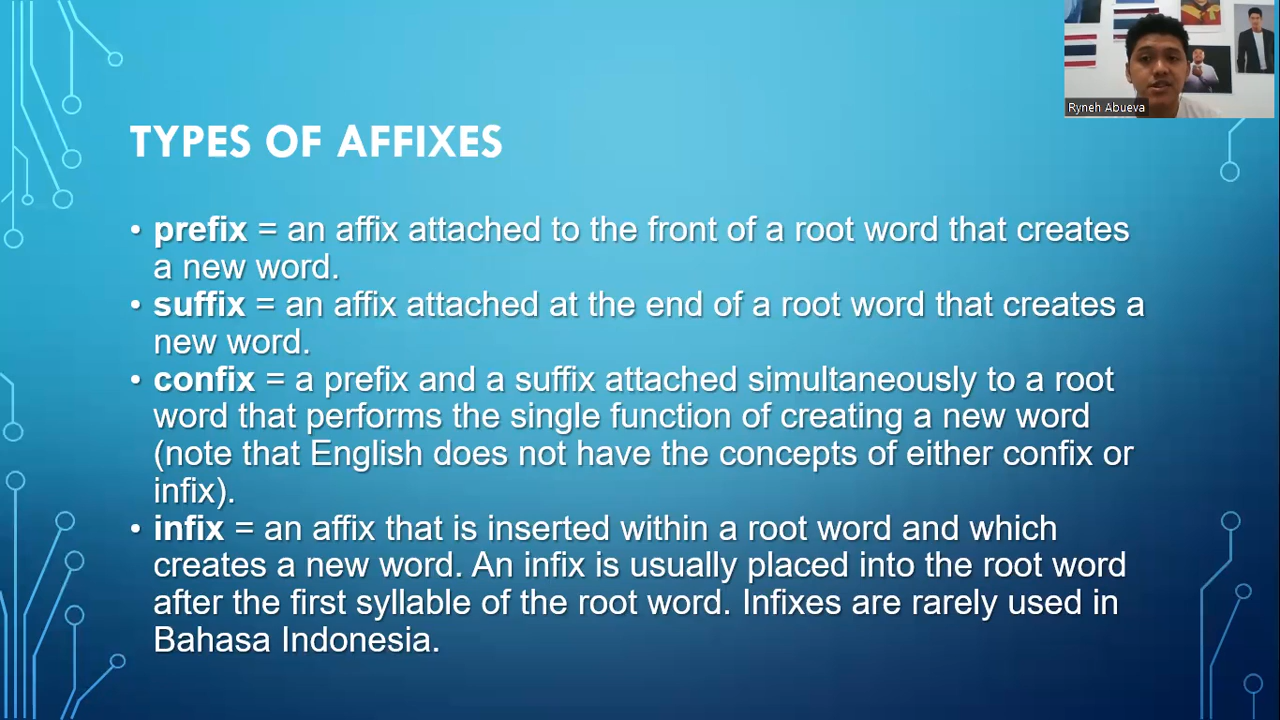 Ryneh Abueva
TYPES OF AFFIXES
• prefix = an affix attached to the front of a root word that creates
a new word.
• suffix = an affix attached at the end of a root word that creates a
new word.
• confix = a prefix and a suffix attached simultaneously to a root
word that performs the single function of creating a new word
(note that English does not have the concepts of either confix or
infix).
• infix = an affix that is inserted within a root word and which
creates a new word. An infix is usually placed into the root word
after the first syllable of the root word. Infixes are rarely used in
Bahasa Indonesia.